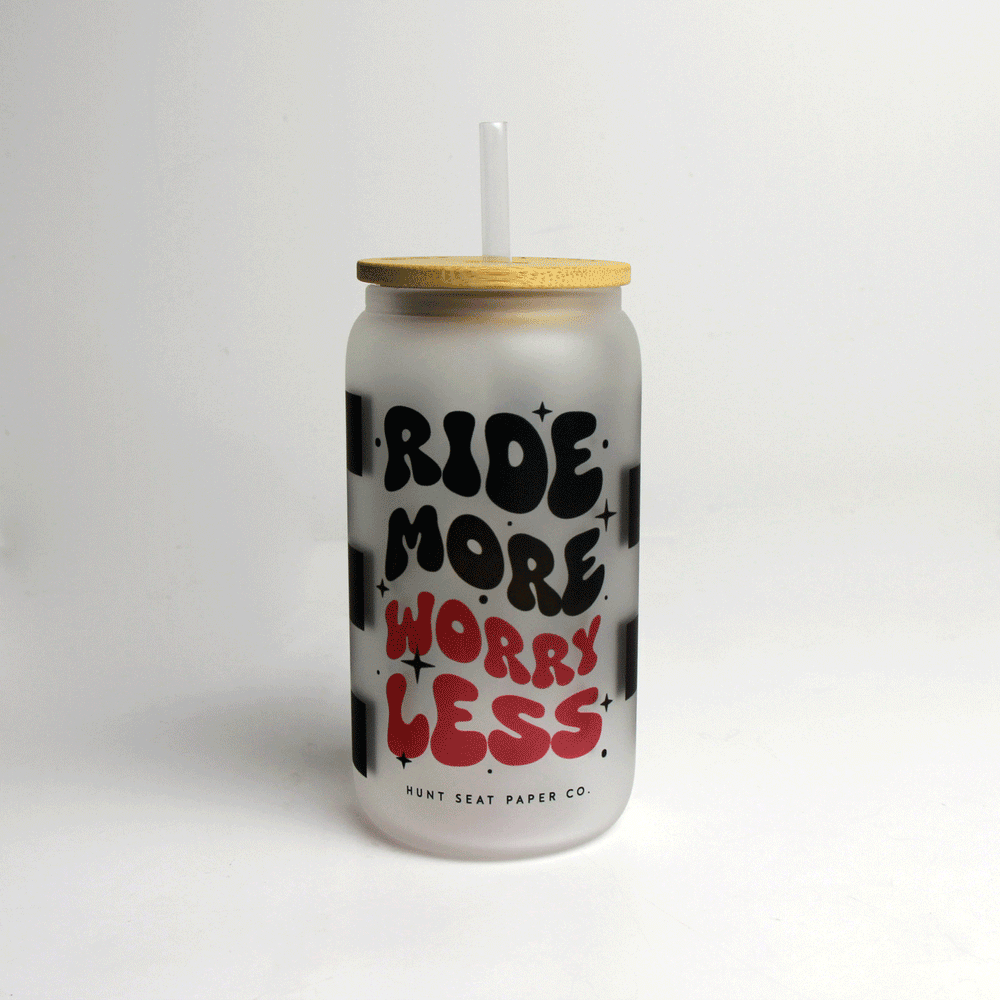 RIDE
MORE
WORRY
LESS
HUNT SEAT PAPER CO.